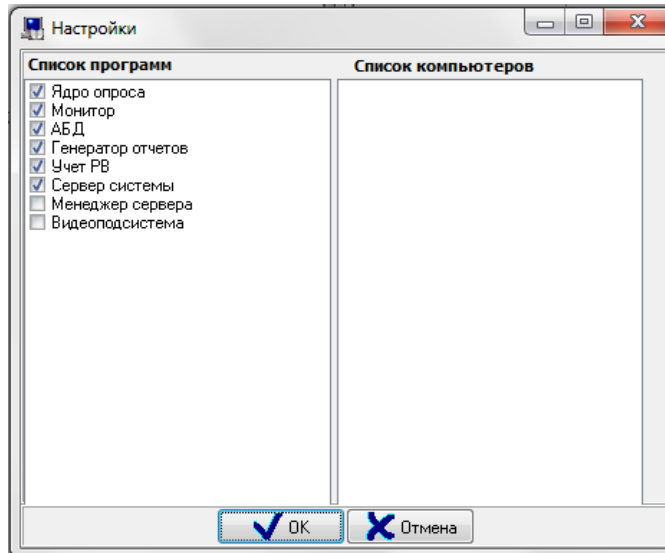 Настройки
Список программ
Список компьютеров
Ядро опроса
Монитор
АБД
Генератор отчетов
Учет РВ
Сервер системы
Менеджер сервера
Видеоподсистема
OK
Отмена